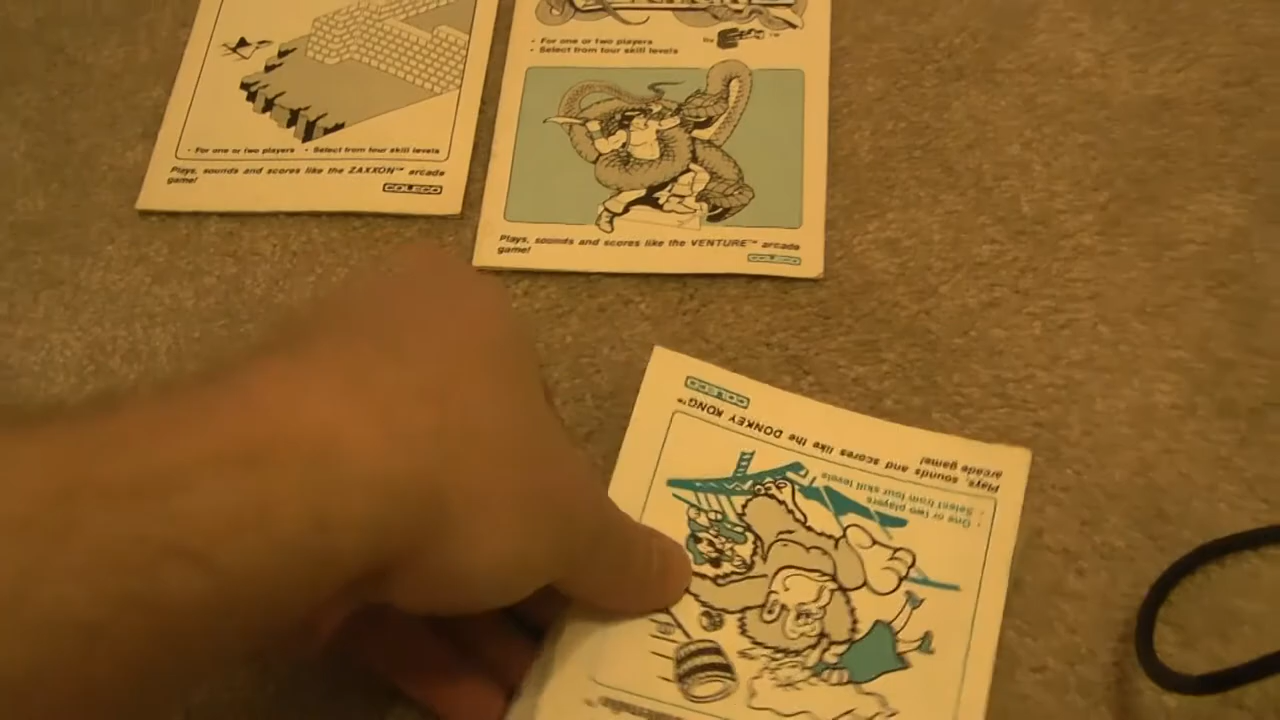 • For one or two players • Select from four skill levels
Plays, sounds and scores like the ZAXXON™ arcade
game!
COLECO
• For one or two players
• Select from four skill levels
by
Plays, sounds and scores like the VENTURE™ arcade
game!
COLECO
• One or two players
• Select from four skill levels
Plays, sounds and scores like the DONKEY KONG™
arcade game!
COLECO